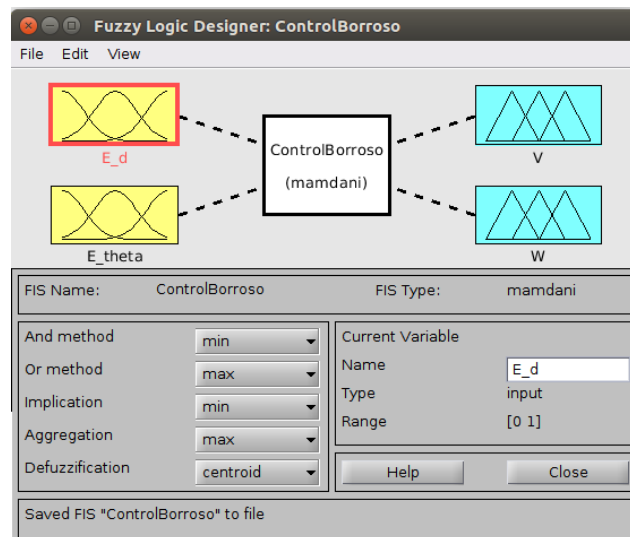 Fuzzy Logic Designer: ControlBorroso
File Edit View
E_d
ControlBorroso
(mamdani)
V
E_theta
W
FIS Name: ControlBorroso FIS Type: mamdani
And method min
Or method max
Implication min
Aggregation max
Defuzzification centroid
Current Variable
Name E_d
Type input
Range [0 1]
Help Close
Saved FIS "ControlBorroso" to file